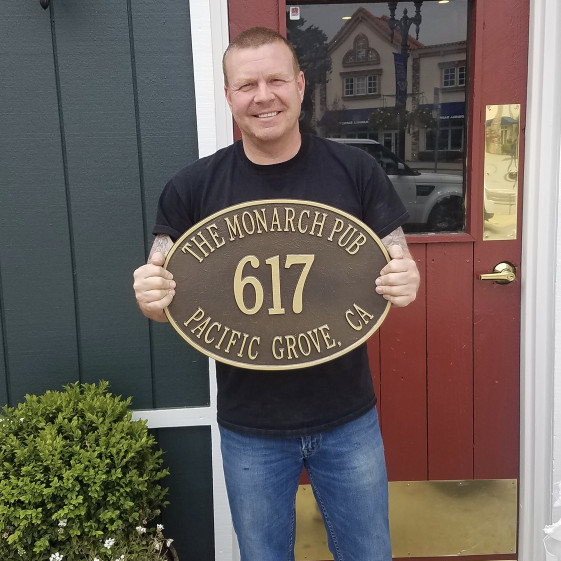 THE MONARCH PUB
617
PACIFIC GROVE, CA